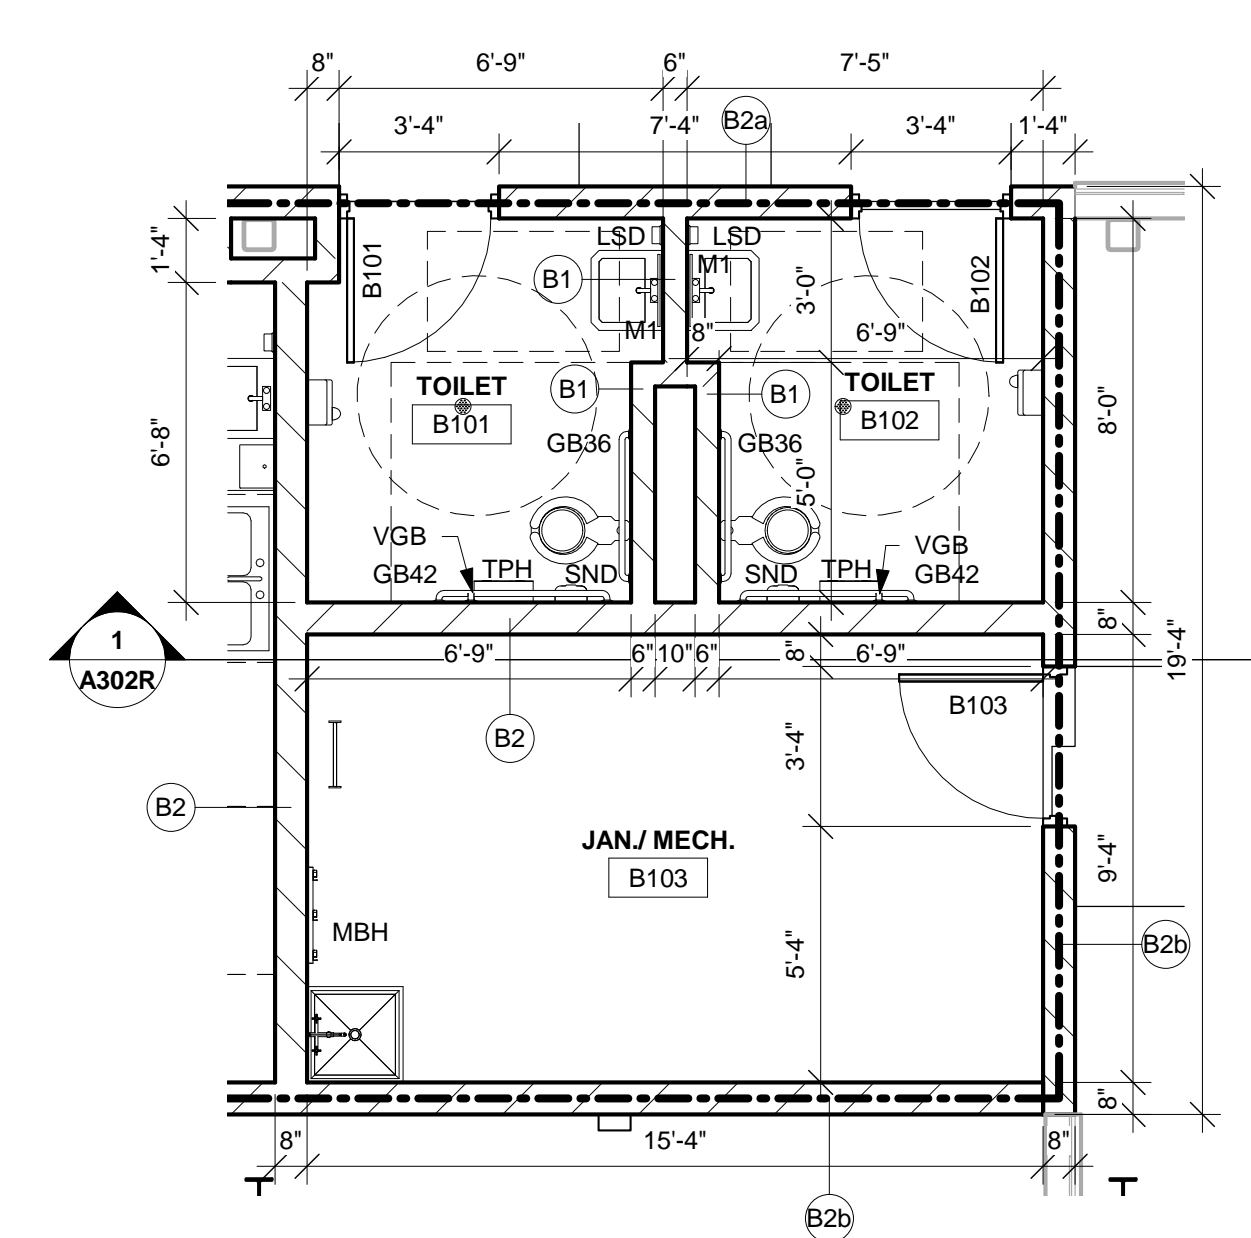 8" 6'-9" 6" 7'-5"
3'-4" 7'-4" B2a 3'-4" 1'-4"
1'-4" B101 LSD LSD B102
B1 M1 3'-0"
M1 8" 6'-9"
TOILET B1 B1 TOILET
B101 B102
6'-8" GB36 GB36 5'-0" 8'-0"
VGB VGB
GB42 TPH SND SND TPH GB42
8"
1
A302R
6'-9" 6" 10" 6" 8" 6'-9" 19'-4"
B103
B2 3'-4"
B2
JAN./ MECH.
B103
9'-4"
MBH 5'-4" B2b
8"
8" 15'-4" 8"
B2b